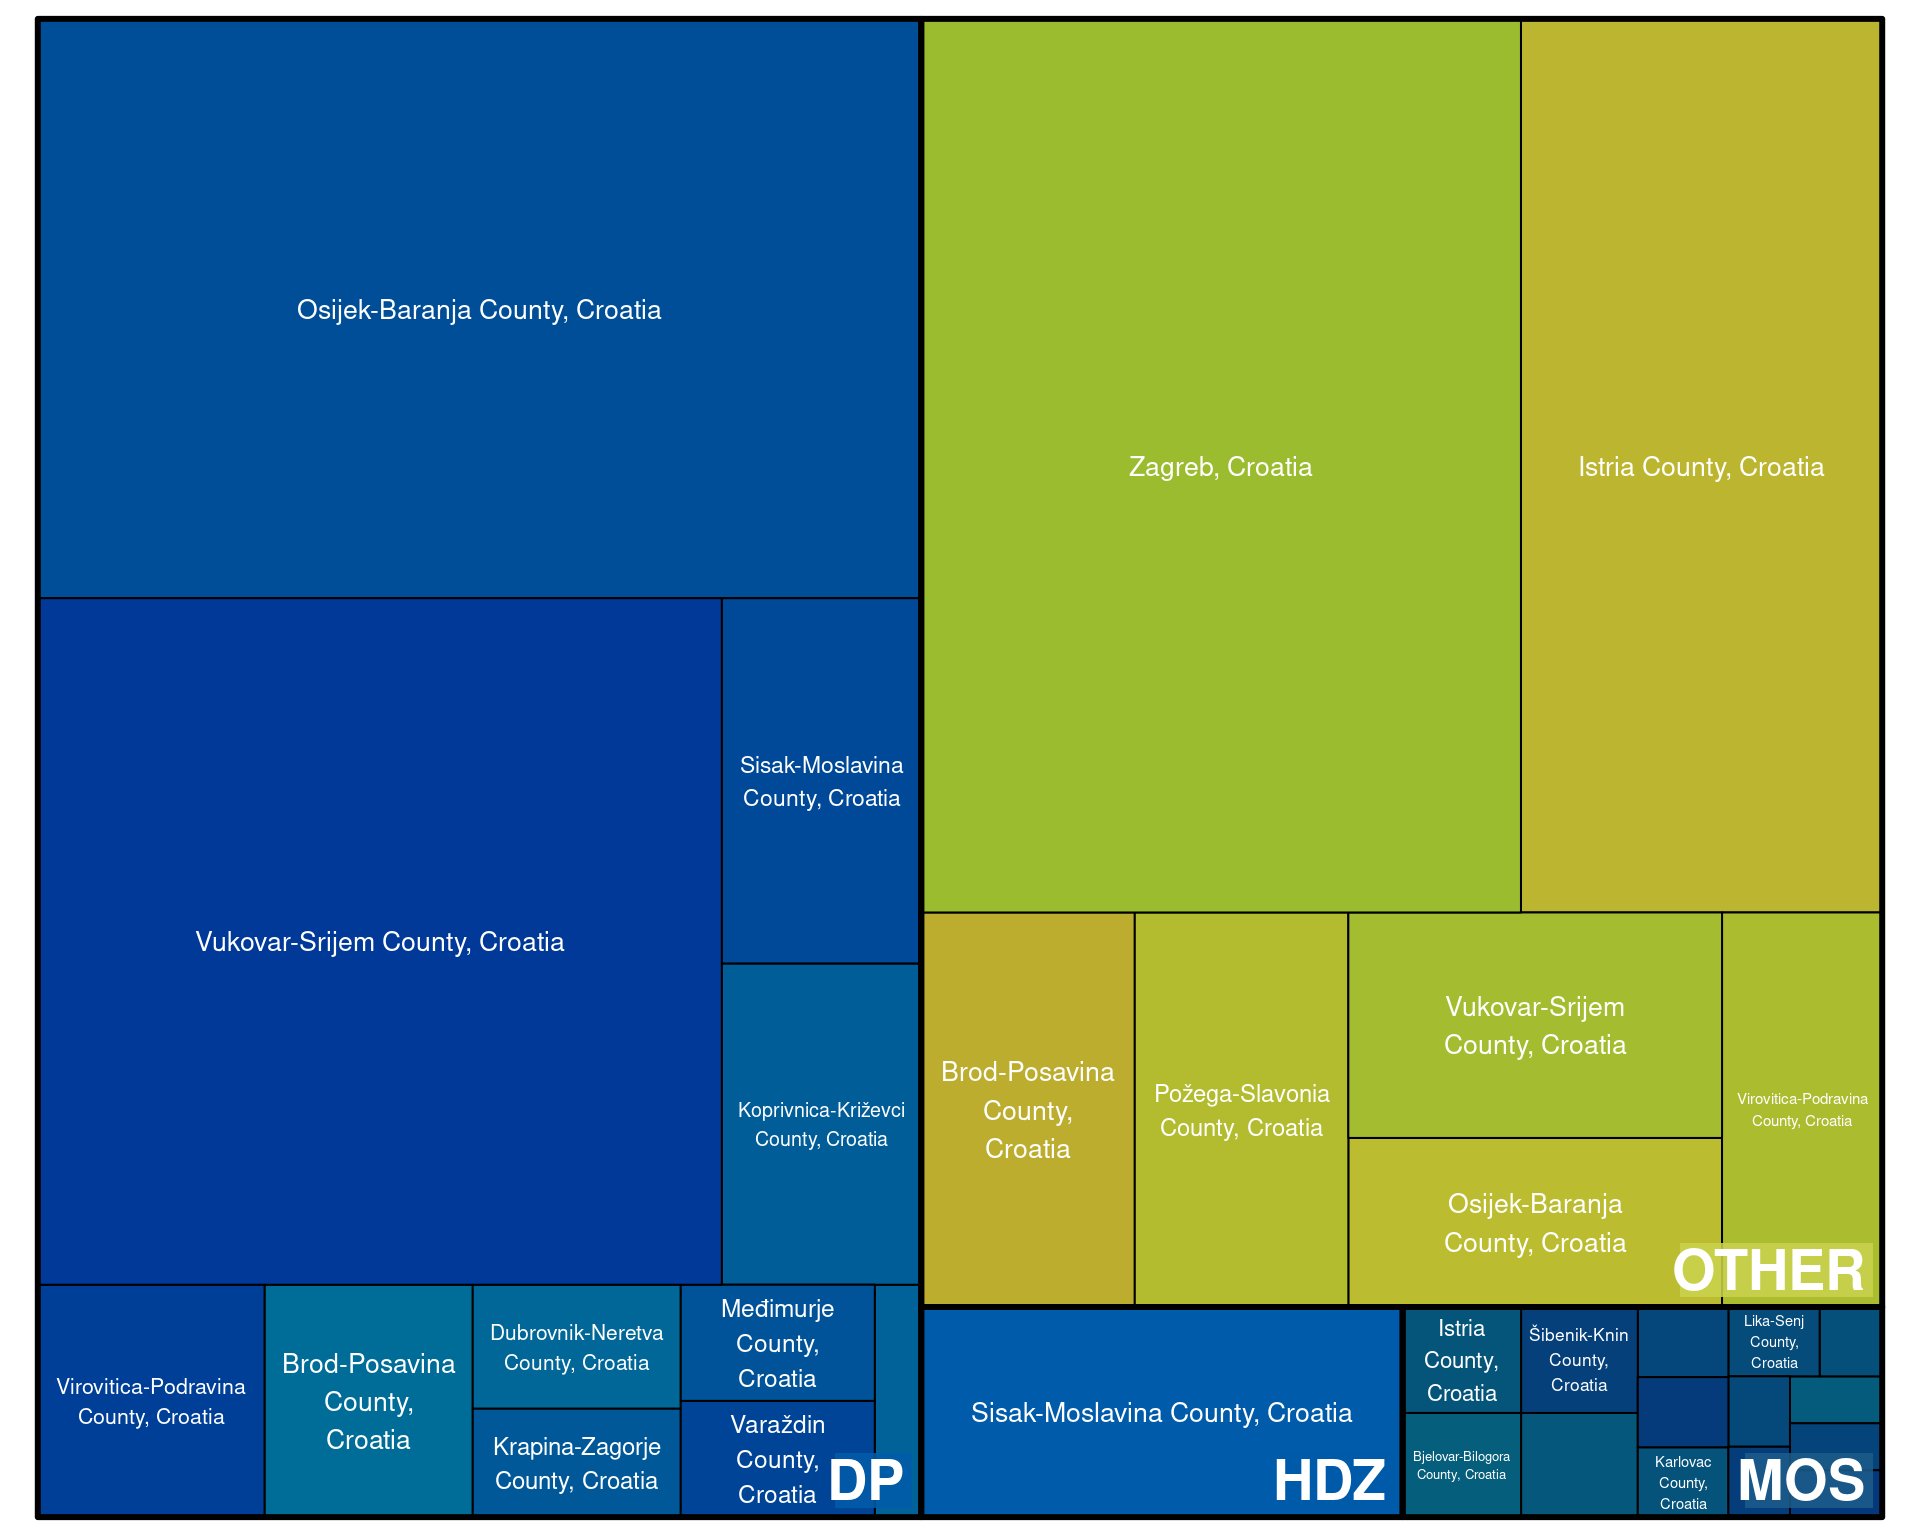 Osijek-Baranja County, Croatia
Vukovar-Srijem County, Croatia
Sisak-Moslavina
County, Croatia
Koprivnica-Križevci
County, Croatia
Virovitica-Podravina
County, Croatia
Brod-Posavina
County,
Croatia
Dubrovnik-Neretva
County, Croatia
Krapina-Zagorje
County, Croatia
Međimurje
County,
Croatia
Varaždin
County,
Croatia
DP
Zagreb, Croatia
Istria County, Croatia
Brod-Posavina
County,
Croatia
Požega-Slavonia
County, Croatia
Vukovar-Srijem
County, Croatia
Osijek-Baranja
County, Croatia
Virovitica-Podravina
County, Croatia
OTHER
Sisak-Moslavina County, Croatia
HDZ
Istria
County,
Croatia
Bjelovar-Bilogora
County, Croatia
Šibenik-Knin
County,
Croatia
Karlovac
County,
Croatia
Lika-Senj
County,
Croatia
MOS